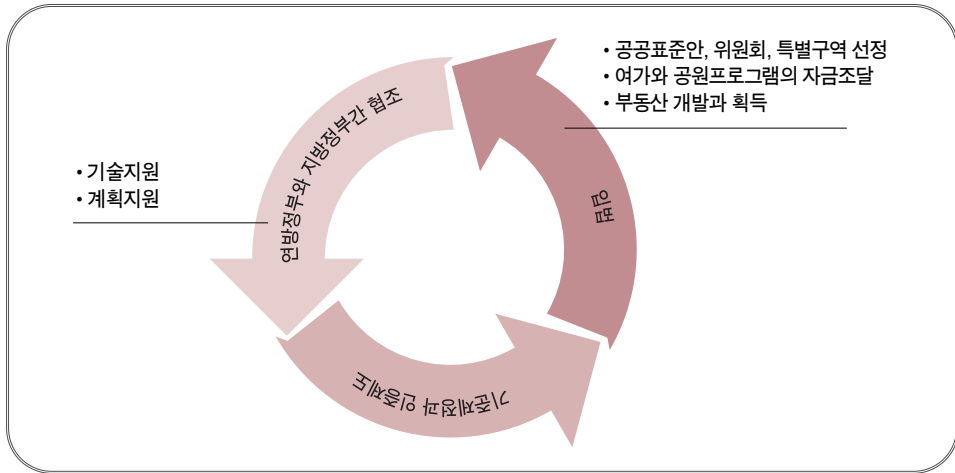 • 공공표준안, 위원회, 특별구역 선정
• 여가와 공원프로그램의 자금조달
• 부동산 개발과 획득
• 기술지원
• 계획지원
연방정부와 지방정부간 협조
입법
기준제정과 인증제도